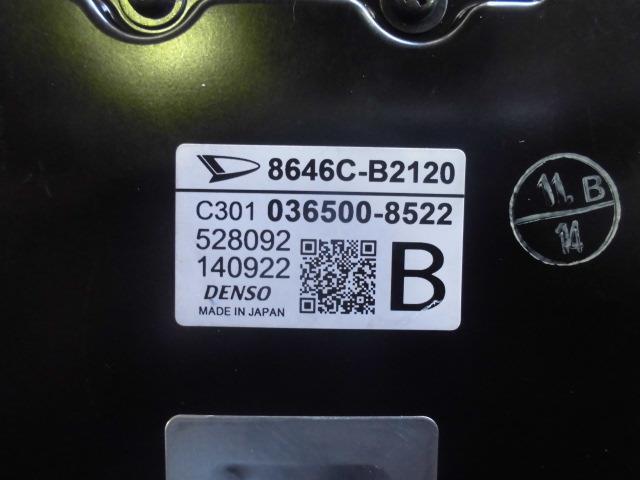 8646C-B2120
C301 036500-8522
528092
140922
B
DENSO
MADE IN JAPAN
11. B
14